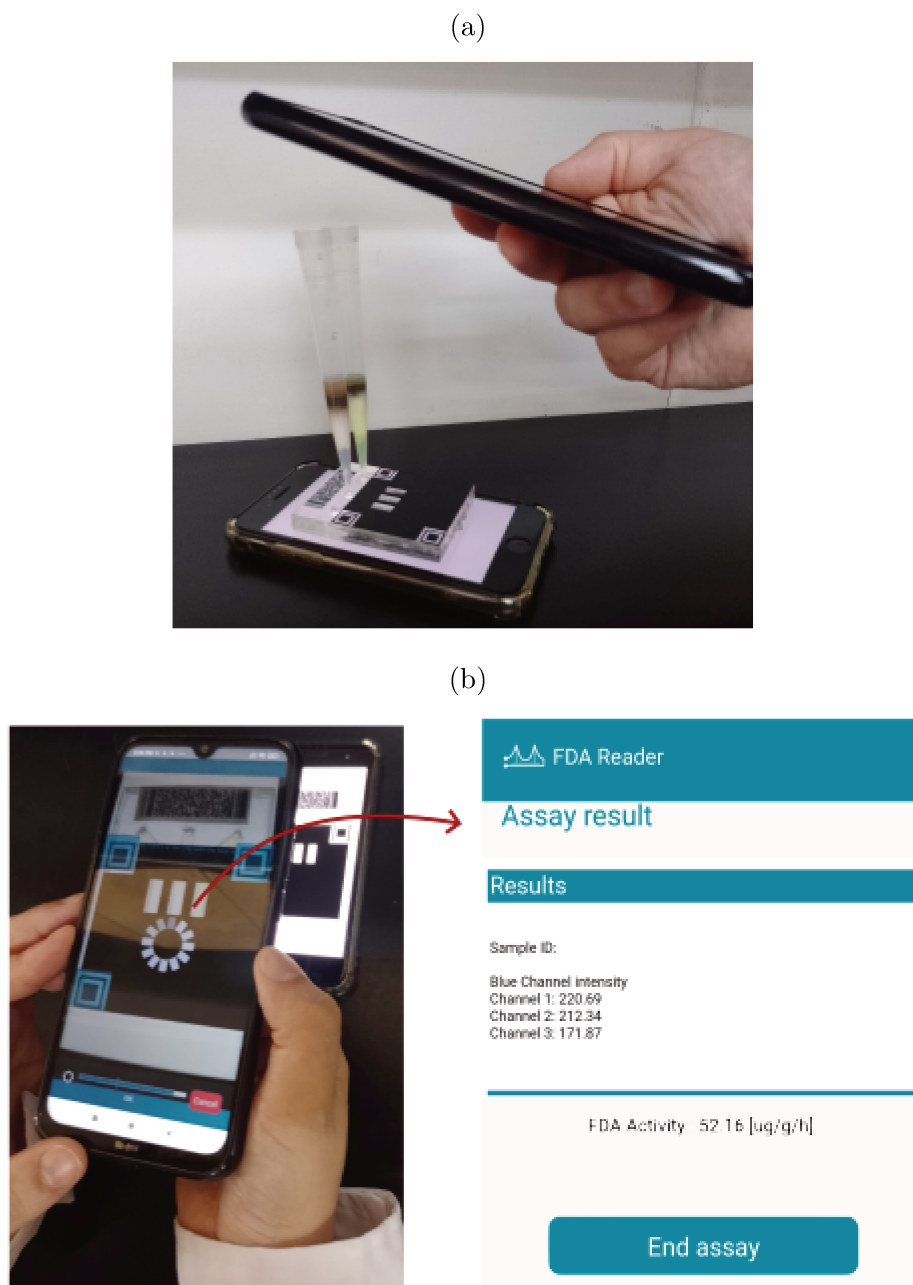 (a)
(b)
FDA Reader
Assay result
Results
Sample ID:
Blue Channel intensity
Channel 1: 220.69
Channel 2: 212.34
Channel 3: 171.87
FDA Activity 52.16 [ug/g/h]
End assay
Cancel